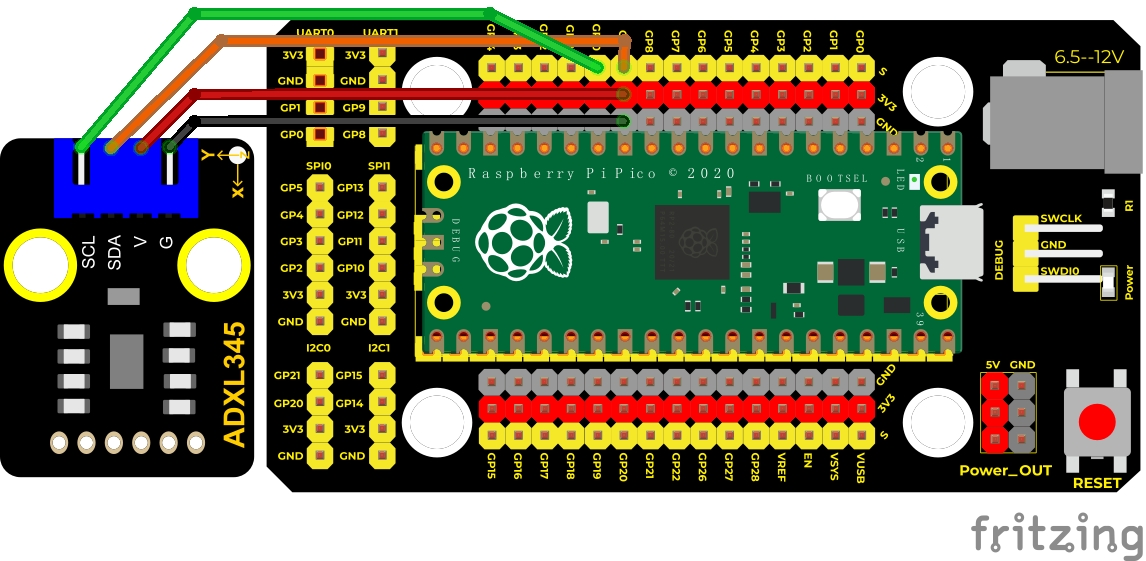 UART0
UART1
3V3
3V3
GND
GND
GP1
GP9
GP0
GP8
SPI0
SPI1
GP5
GP13
GP4
GP12
GP3
GP11
GP2
GP10
3V3
3V3
GND
GND
I2C0
I2C1
GP21
GP15
GP20
GP14
3V3
3V3
GND
GND
GP8
GP7
GP6
GP5
GP4
GP3
GP2
GP1
GP0
S
3V3
GND
6.5--12V
Y
Z
X
SCL
SDA
V
G
ADXL345
Raspberry Pi Pico © 2020
BOOTSEL
LED
2
1
USB
DEBUG
39
DEBUG
SWCLK
GND
SWDI0
R1
Power
GND
3V3
S
GP15
GP16
GP17
GP18
GP19
GP20
GP21
GP22
GP26
GP27
GP28
VREF
EN
VSYS
VUSB
5V
GND
Power_OUT
RESET
fritzing